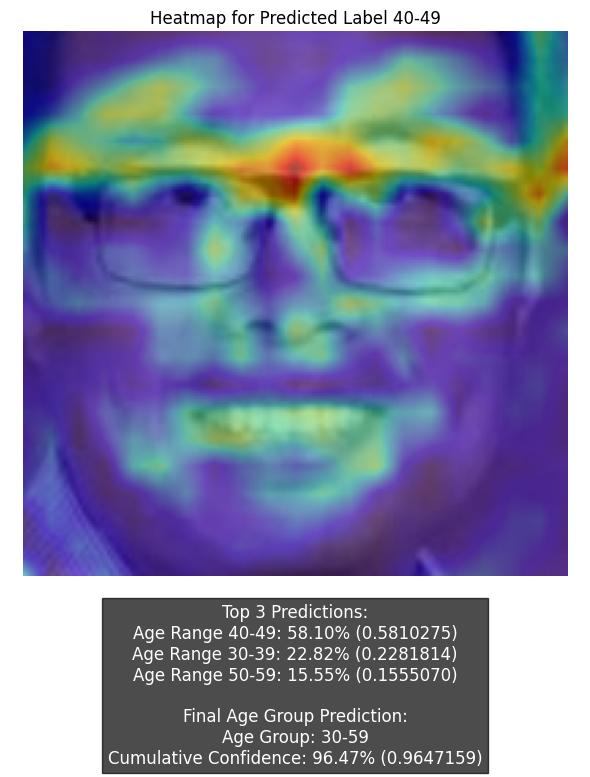 Heatmap for Predicted Label 40-49
Top 3 Predictions:
Age Range 40-49: 58.10% (0.5810275)
Age Range 30-39: 22.82% (0.2281814)
Age Range 50-59: 15.55% (0.1555070)
Final Age Group Prediction:
Age Group: 30-59
Cumulative Confidence: 96.47% (0.9647159)